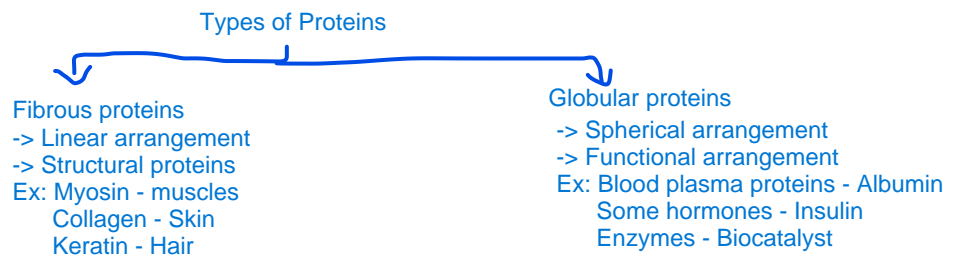 Types of Proteins
Fibrous proteins
-> Linear arrangement
-> Structural proteins
Ex: Myosin - muscles
Collagen - Skin
Keratin - Hair
Globular proteins
-> Spherical arrangement
-> Functional arrangement
Ex: Blood plasma proteins - Albumin
Some hormones - Insulin
Enzymes - Biocatalyst